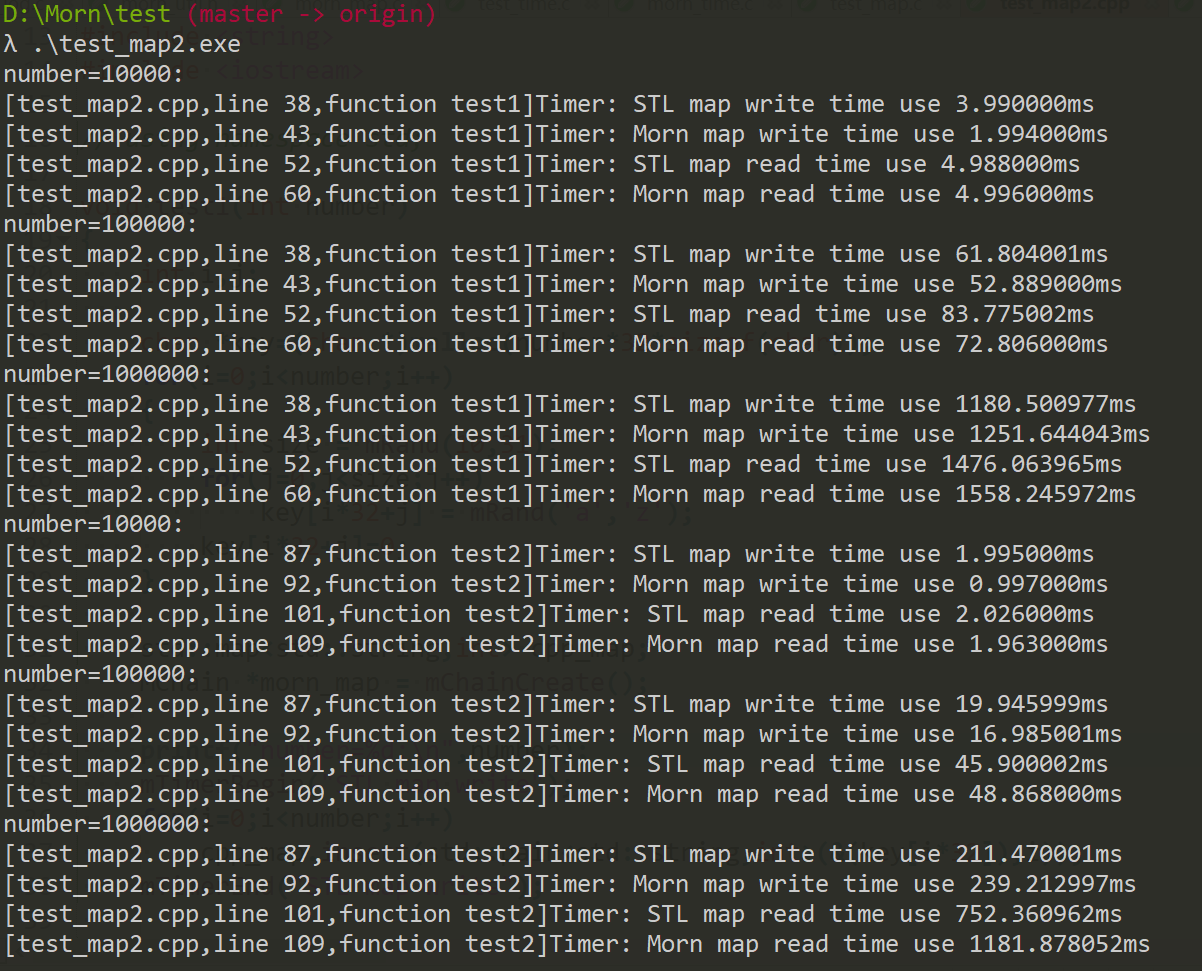 D:\Morn\test (master -> origin)
λ .\test_map2.exe
number=10000:
[test_map2.cpp,line 38,function test1]Timer: STL map write time use 3.990000ms
[test_map2.cpp,line 43,function test1]Timer: Morn map write time use 1.994000ms
[test_map2.cpp,line 52,function test1]Timer: STL map read time use 4.988000ms
[test_map2.cpp,line 60,function test1]Timer: Morn map read time use 4.996000ms
number=100000:
[test_map2.cpp,line 38,function test1]Timer: STL map write time use 61.804001ms
[test_map2.cpp,line 43,function test1]Timer: Morn map write time use 52.889000ms
[test_map2.cpp,line 52,function test1]Timer: STL map read time use 83.775002ms
[test_map2.cpp,line 60,function test1]Timer: Morn map read time use 72.806000ms
number=1000000:
[test_map2.cpp,line 38,function test1]Timer: STL map write time use 1180.500977ms
[test_map2.cpp,line 43,function test1]Timer: Morn map write time use 1251.644043ms
[test_map2.cpp,line 52,function test1]Timer: STL map read time use 1476.063965ms
[test_map2.cpp,line 60,function test1]Timer: Morn map read time use 1558.245972ms
number=10000:
[test_map2.cpp,line 87,function test2]Timer: STL map write time use 1.995000ms
[test_map2.cpp,line 92,function test2]Timer: Morn map write time use 0.997000ms
[test_map2.cpp,line 101,function test2]Timer: STL map read time use 2.026000ms
[test_map2.cpp,line 109,function test2]Timer: Morn map read time use 1.963000ms
number=100000:
[test_map2.cpp,line 87,function test2]Timer: STL map write time use 19.945999ms
[test_map2.cpp,line 92,function test2]Timer: Morn map write time use 16.985001ms
[test_map2.cpp,line 101,function test2]Timer: STL map read time use 45.900002ms
[test_map2.cpp,line 109,function test2]Timer: Morn map read time use 48.868000ms
number=1000000:
[test_map2.cpp,line 87,function test2]Timer: STL map write time use 211.470001ms
[test_map2.cpp,line 92,function test2]Timer: Morn map write time use 239.212997ms
[test_map2.cpp,line 101,function test2]Timer: STL map read time use 752.360962ms
[test_map2.cpp,line 109,function test2]Timer: Morn map read time use 1181.878052ms